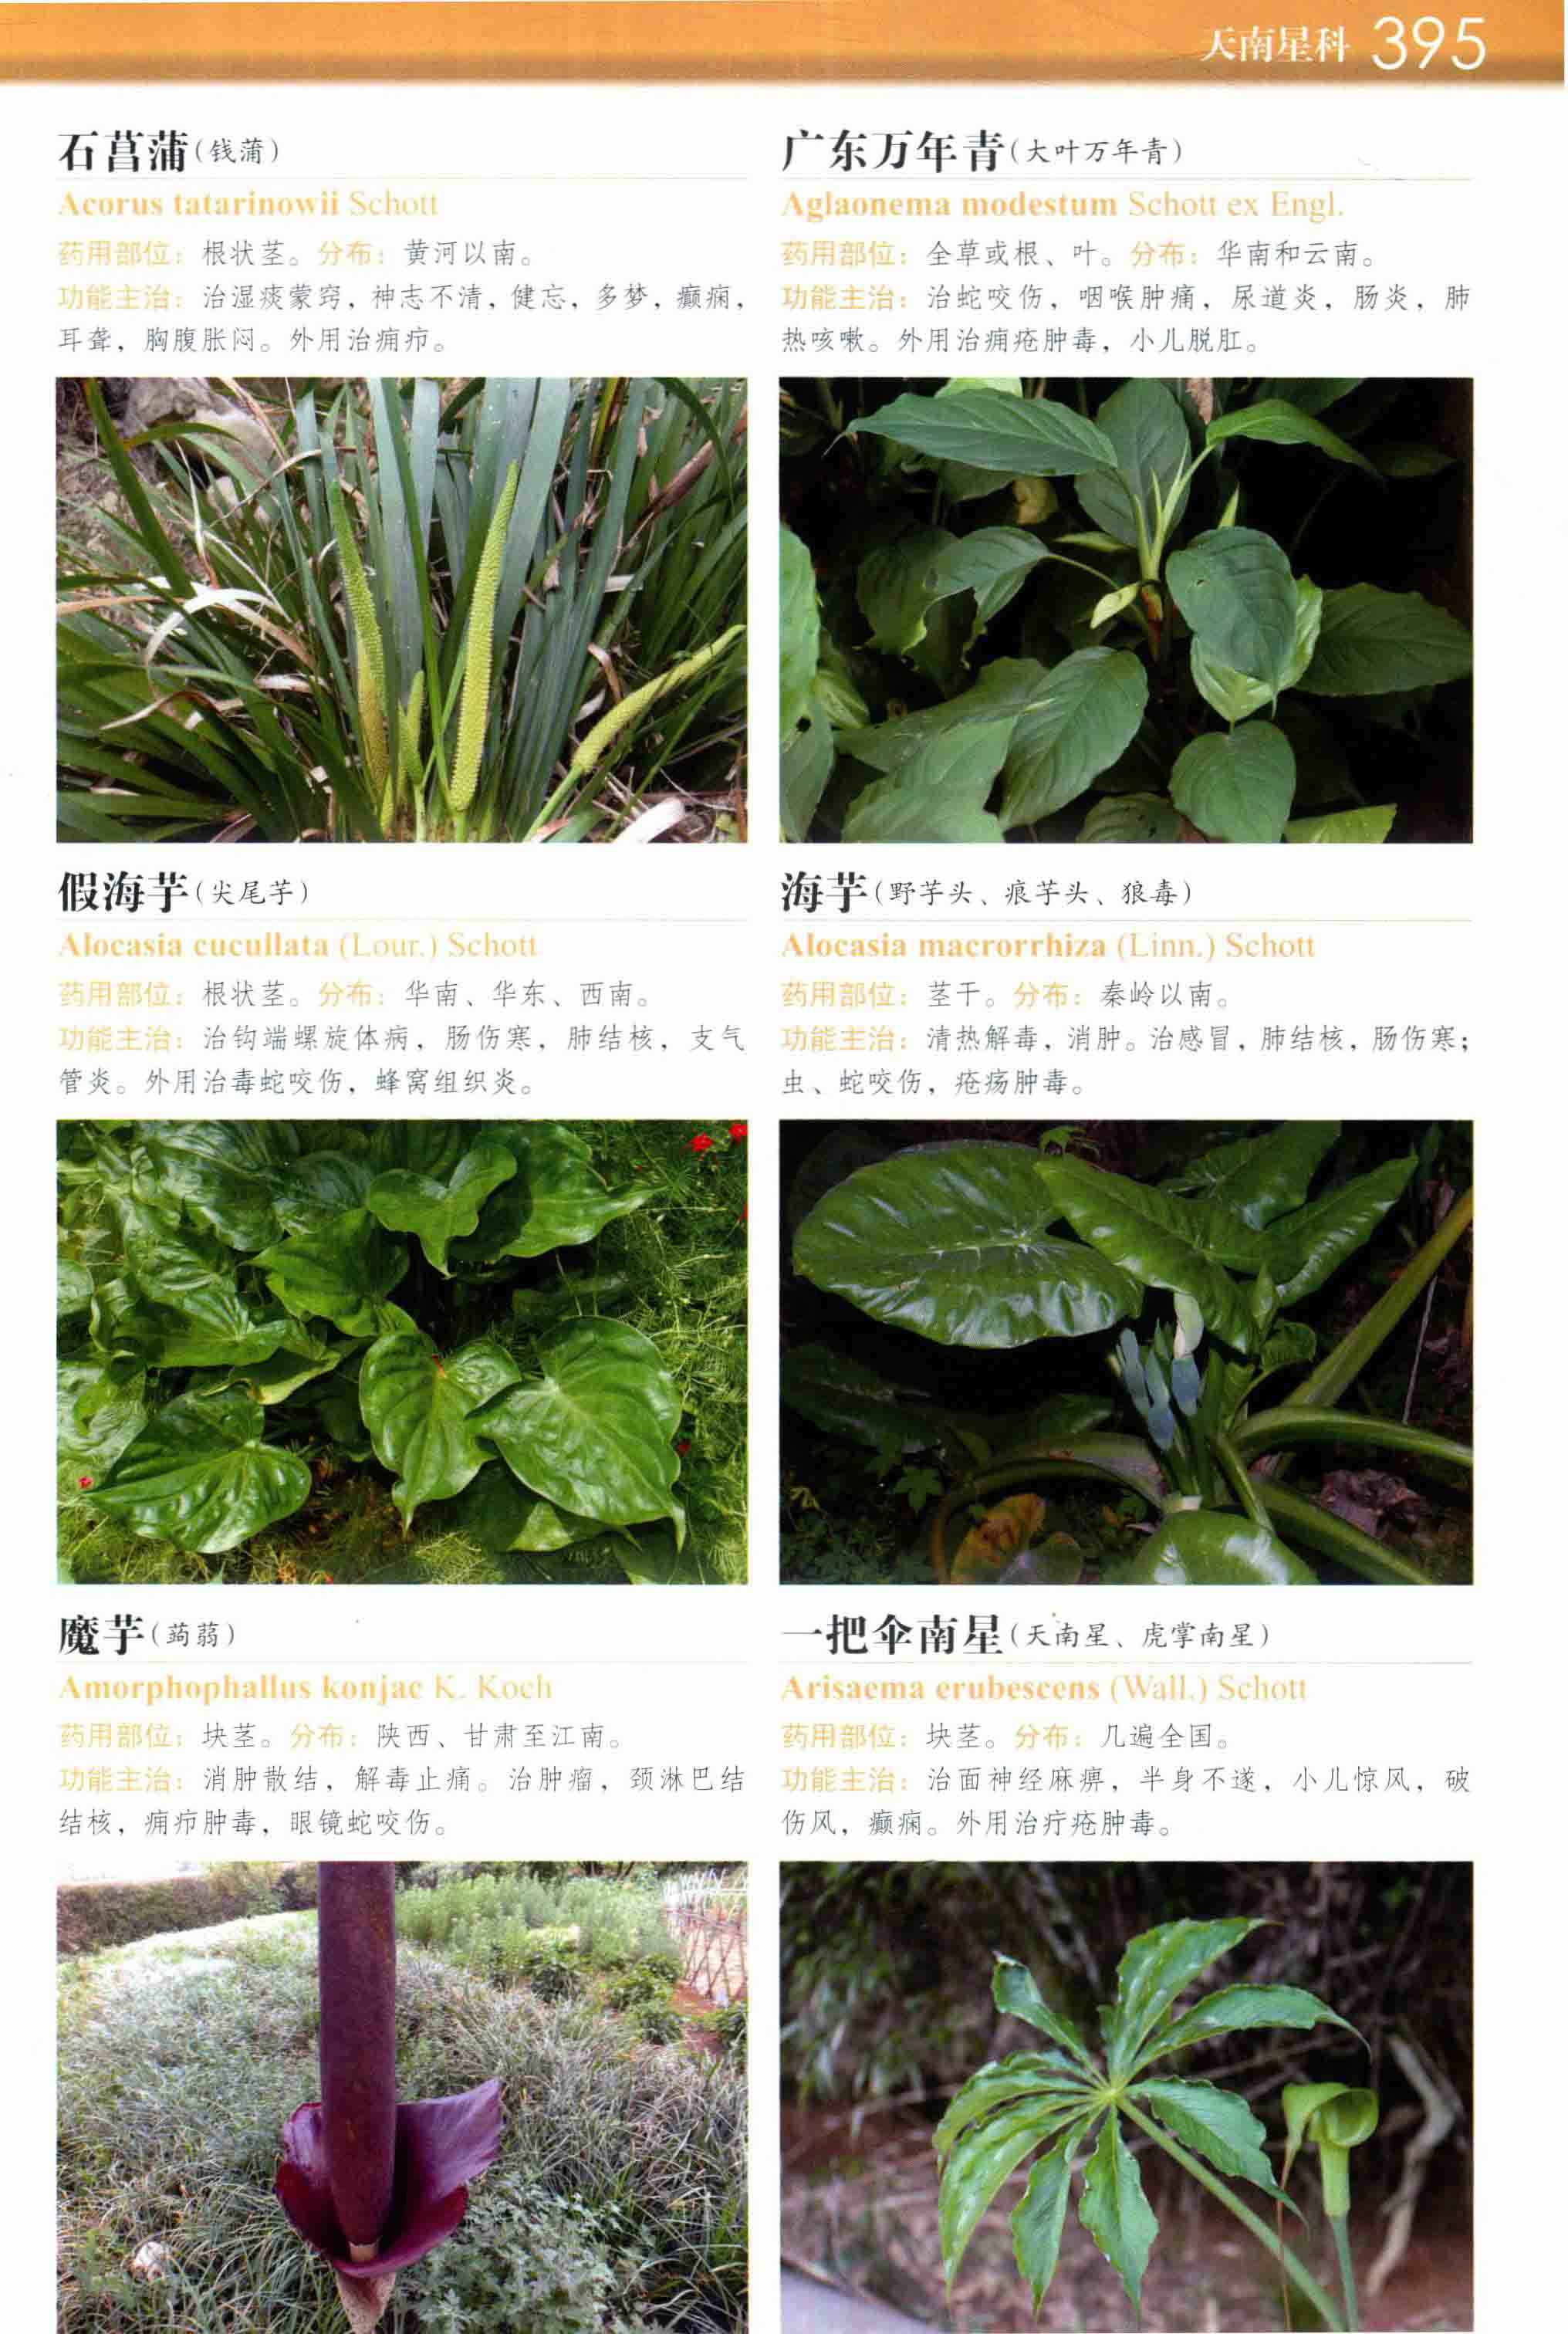 天南星科 395
石菖蒲(钱蒲)
Acorus tatarinowii Schott
药用部位：根状茎。分布：黄河以南。
功能主治：治湿痰蒙窍，神志不清，健忘，多梦，癫痫，
耳聋，胸腹胀闷。外用治痈疖。
广东万年青(大叶万年青)
Aglaonema modestum Schott ex Engl.
药用部位：全草或根、叶。分布：华南和云南。
功能主治：治蛇咬伤，咽喉肿痛，尿道炎，肠炎，肺
热咳嗽。外用治痈疮肿毒，小儿脱肛。
假海芋(尖尾芋)
Alocasia cucullata (Lour.) Schott
药用部位：根状茎。分布：华南、华东、西南。
功能主治：治钩端螺旋体病，肠伤寒，肺结核，支气
管炎。外用治毒蛇咬伤，蜂窝组织炎。
海芋(野芋头、痕芋头、狼毒)
Alocasia macrorrhiza (Linn.) Schott
药用部位：茎干。分布：秦岭以南。
功能主治：清热解毒，消肿。治感冒，肺结核，肠伤寒；
虫、蛇咬伤，疮疡肿毒。
魔芋(蒟蒻)
Amorphophallus konjac K. Koch
药用部位：块茎。分布：陕西、甘肃至江南。
功能主治：消肿散结，解毒止痛。治肿瘤，颈淋巴结
结核，痈疖肿毒，眼镜蛇咬伤。
一把伞南星(天南星、虎掌南星)
Arisaema erubescens (Wall.) Schott
药用部位：块茎。分布：几遍全国。
功能主治：治面神经麻痹，半身不遂，小儿惊风，破
伤风，癫痫。外用治疗疮肿毒。